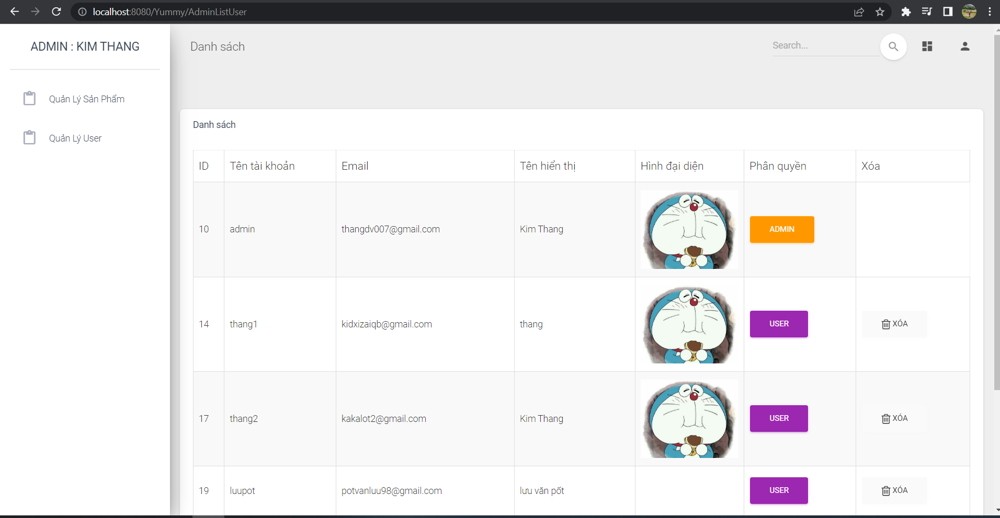 localhost:8080/Yummy/AdminListUser
ADMIN : KIM THANG
Quản Lý Sản Phẩm
Quản Lý User
Danh sách
Search...
Danh sách
ID Tên tài khoản Email Tên hiển thị Hình đại diện Phân quyền Xóa
10 admin thangdv007@gmail.com Kim Thang ADMIN
14 thang1 kidxizaiqb@gmail.com thang USER XÓA
17 thang2 kakalot2@gmail.com Kim Thang USER XÓA
19 luupot potvanluu98@gmail.com lưu văn pốt USER XÓA